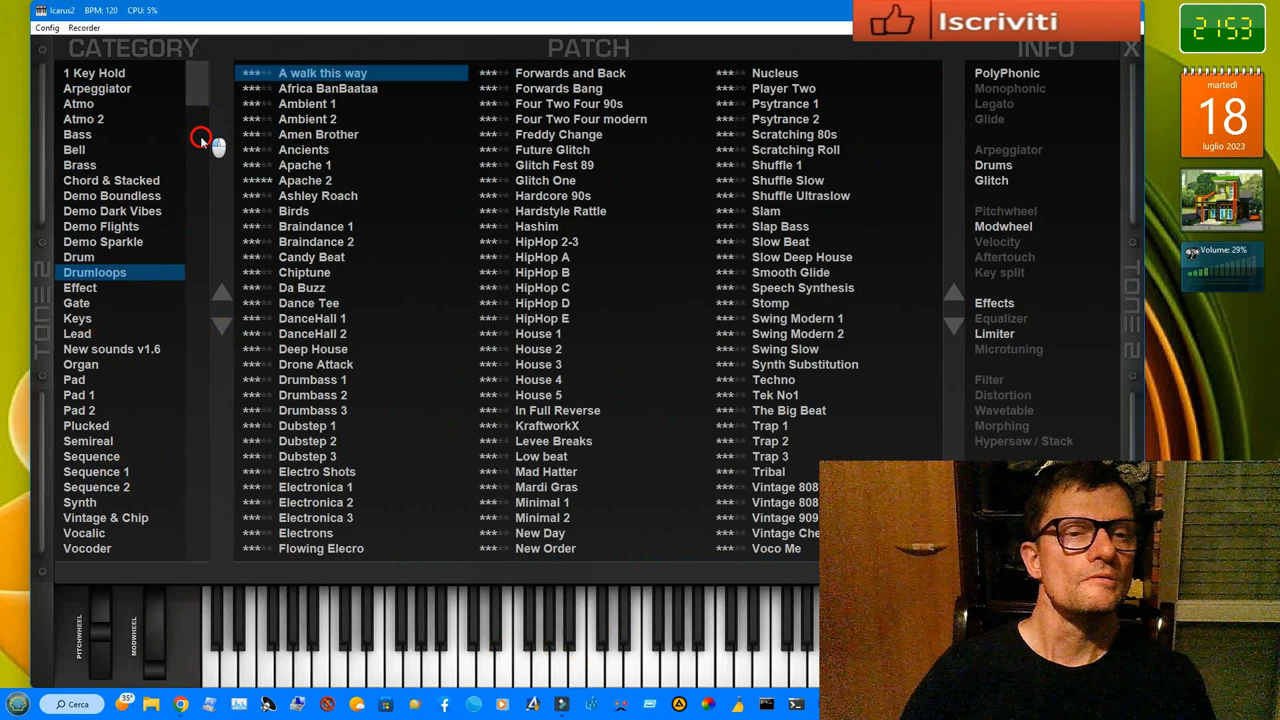 Icarus2 BPM: 120 CPU: 5%
Config Recorder
Iscriviti
21 53
CATEGORY PATCH INFO X
1 Key Hold
Arpeggiator
Atmo
Atmo 2
Bass
Bell
Brass
Chord & Stacked
Demo Boundless
Demo Dark Vibes
Demo Flights
Demo Sparkle
Drum
Drumloops
Effect
Gate
Keys
Lead
New sounds v1.6
Organ
Pad
Pad 1
Pad 2
Plucked
Semireal
Sequence
Sequence 1
Sequence 2
Synth
Vintage & Chip
Vocalic
Vocoder
***** A walk this way
***** Africa BanBaataa
***** Ambient 1
***** Ambient 2
***** Amen Brother
***** Ancients
***** Apache 1
***** Apache 2
***** Ashley Roach
***** Birds
***** Braindance 1
***** Braindance 2
***** Candy Beat
***** Chiptune
***** Da Buzz
***** Dance Tee
***** DanceHall 1
***** DanceHall 2
***** Deep House
***** Drone Attack
***** Drumbass 1
***** Drumbass 2
***** Drumbass 3
***** Dubstep 1
***** Dubstep 2
***** Dubstep 3
***** Electro Shots
***** Electronica 1
***** Electronica 2
***** Electronica 3
***** Electrons
***** Flowing Elecro
***** Forwards and Back
***** Forwards Bang
***** Four Two Four 90s
***** Four Two Four modern
***** Freddy Change
***** Future Glitch
***** Glitch Fest 89
***** Glitch One
***** Hardcore 90s
***** Hardstyle Rattle
***** Hashim
***** HipHop 2-3
***** HipHop A
***** HipHop B
***** HipHop C
***** HipHop D
***** HipHop E
***** House 1
***** House 2
***** House 3
***** House 4
***** House 5
***** In Full Reverse
***** KraftworkX
***** Levee Breaks
***** Low beat
***** Mad Hatter
***** Mardi Gras
***** Minimal 1
***** Minimal 2
***** New Day
***** New Order
***** Nucleus
***** Player Two
***** Psytrance 1
***** Psytrance 2
***** Scratching 80s
***** Scratching Roll
***** Shuffle 1
***** Shuffle Slow
***** Shuffle Ultraslow
***** Slam
***** Slap Bass
***** Slow Beat
***** Slow Deep House
***** Smooth Glide
***** Speech Synthesis
***** Stomp
***** Swing Modern 1
***** Swing Modern 2
***** Swing Slow
***** Synth Substitution
***** Techno
***** Tek No1
***** The Big Beat
***** Trap 1
***** Trap 2
***** Trap 3
***** Tribal
***** Vintage 808
***** Vintage 808
***** Vintage 909
***** Vintage Che
***** Voco Me
PolyPhonic
Monophonic
Legato
Glide
Arpeggiator
Drums
Glitch
Pitchwheel
Modwheel
Velocity
Aftertouch
Key split
Effects
Equalizer
Limiter
Microtuning
Filter
Distortion
Wavetable
Morphing
Hypersaw / Stack
TONE 2
TONE 2
martedì
18
luglio 2023
Volume: 29%
PITCHWHEEL
MODWHEEL
Cerca
35°